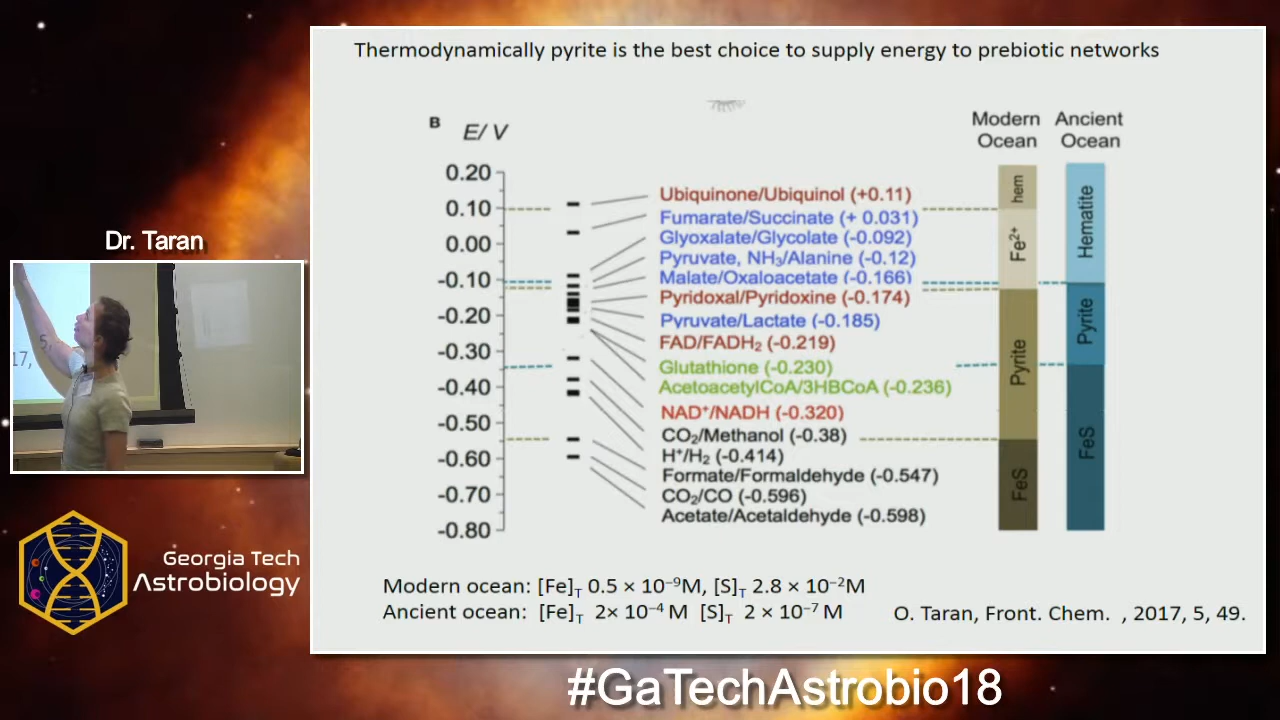 Thermodynamically pyrite is the best choice to supply energy to prebiotic networks
B
E/ V
0.20
0.10
0.00
-0.10
-0.20
-0.30
-0.40
-0.50
-0.60
-0.70
-0.80
Ubiquinone/Ubiquinol (+0.11)
Fumarate/Succinate (+ 0.031)
Glyoxalate/Glycolate (-0.092)
Pyruvate, NH₃/Alanine (-0.12)
Malate/Oxaloacetate (-0.166)
Pyridoxal/Pyridoxine (-0.174)
Pyruvate/Lactate (-0.185)
FAD/FADH₂ (-0.219)
Glutathione (-0.230)
AcetoacetylCoA/3HBCoA (-0.236)
NAD⁺/NADH (-0.320)
CO₂/Methanol (-0.38)
H⁺/H₂ (-0.414)
Formate/Formaldehyde (-0.547)
CO₂/CO (-0.596)
Acetate/Acetaldehyde (-0.598)
Modern
Ocean
hem
Fe²⁺
Pyrite
FeS
Ancient
Ocean
Hematite
Pyrite
FeS
Modern ocean: [Fe]T 0.5 × 10⁻⁹M, [S]T 2.8 × 10⁻²M
Ancient ocean: [Fe]T 2× 10⁻⁴ M [S]T 2 × 10⁻⁷ M
O. Taran, Front. Chem. , 2017, 5, 49.
Dr. Taran
17,
5,
Georgia Tech
Astrobiology
#GaTechAstrobio18